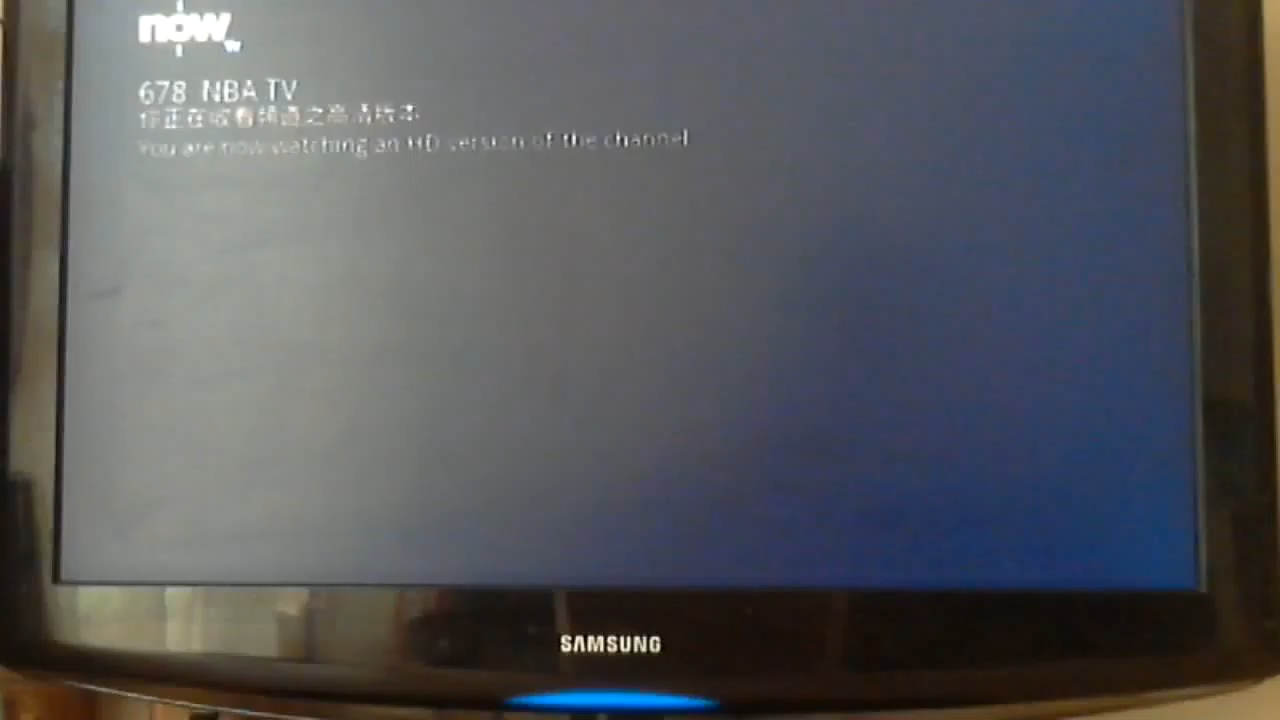 now
TV
678 NBA TV
你正在收看頻道之高清版本
You are now watching an HD version of the channel
SAMSUNG